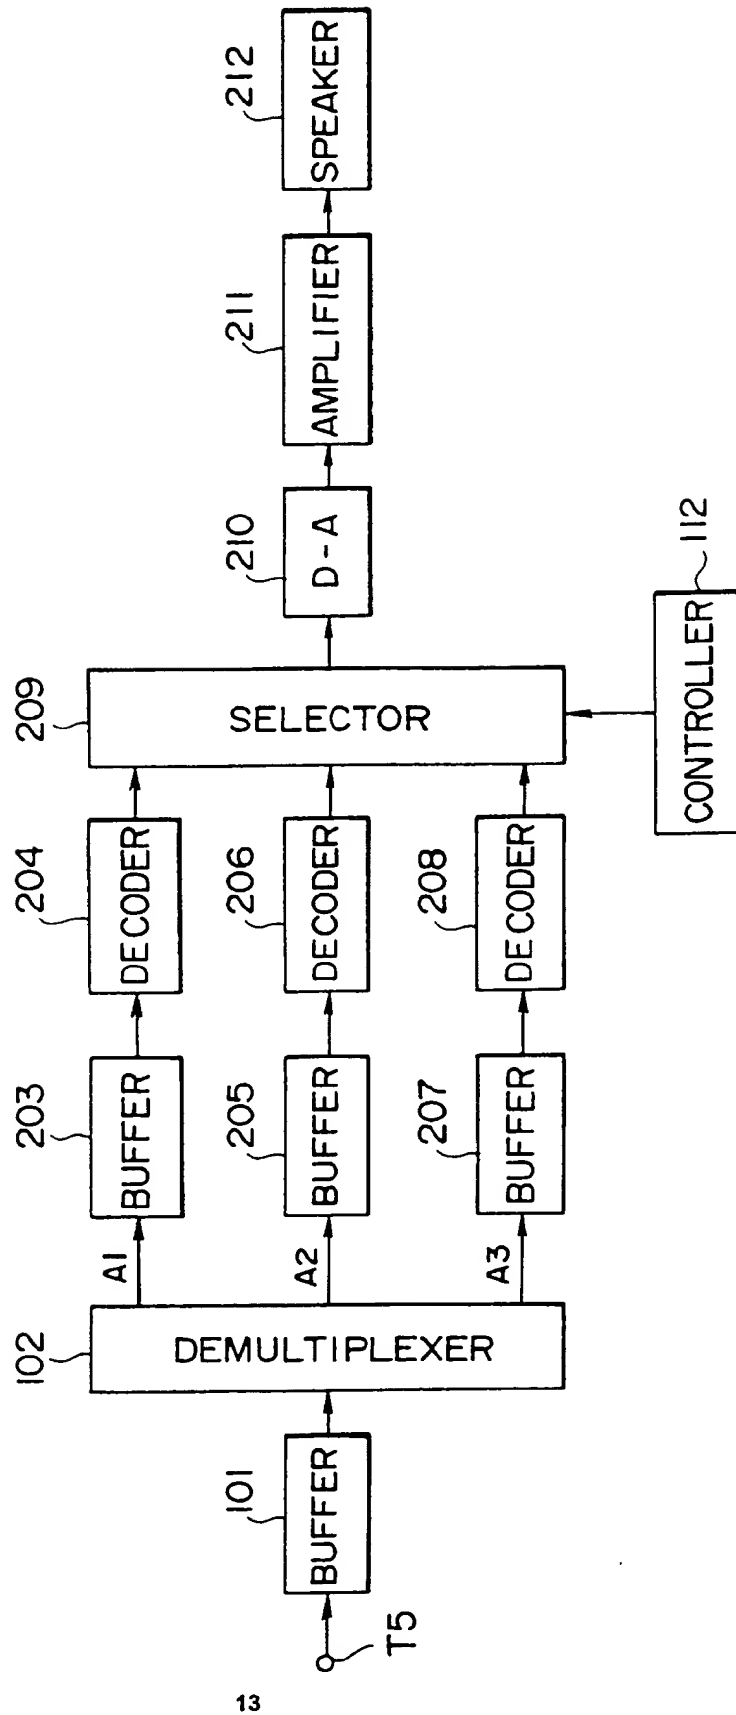 T5
101
BUFFER
102
DEMULTIPLEXER
A1
203
BUFFER
204
DECODER
A2
205
BUFFER
206
DECODER
A3
207
BUFFER
208
DECODER
209
SELECTOR
CONTROLLER
112
210
D-A
211
AMPLIFIER
212
SPEAKER
13